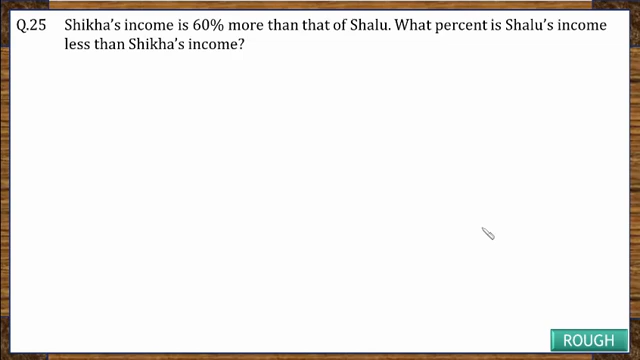 Q.25 Shikha’s income is 60% more than that of Shalu. What percent is Shalu’s income
less than Shikha’s income?
ROUGH